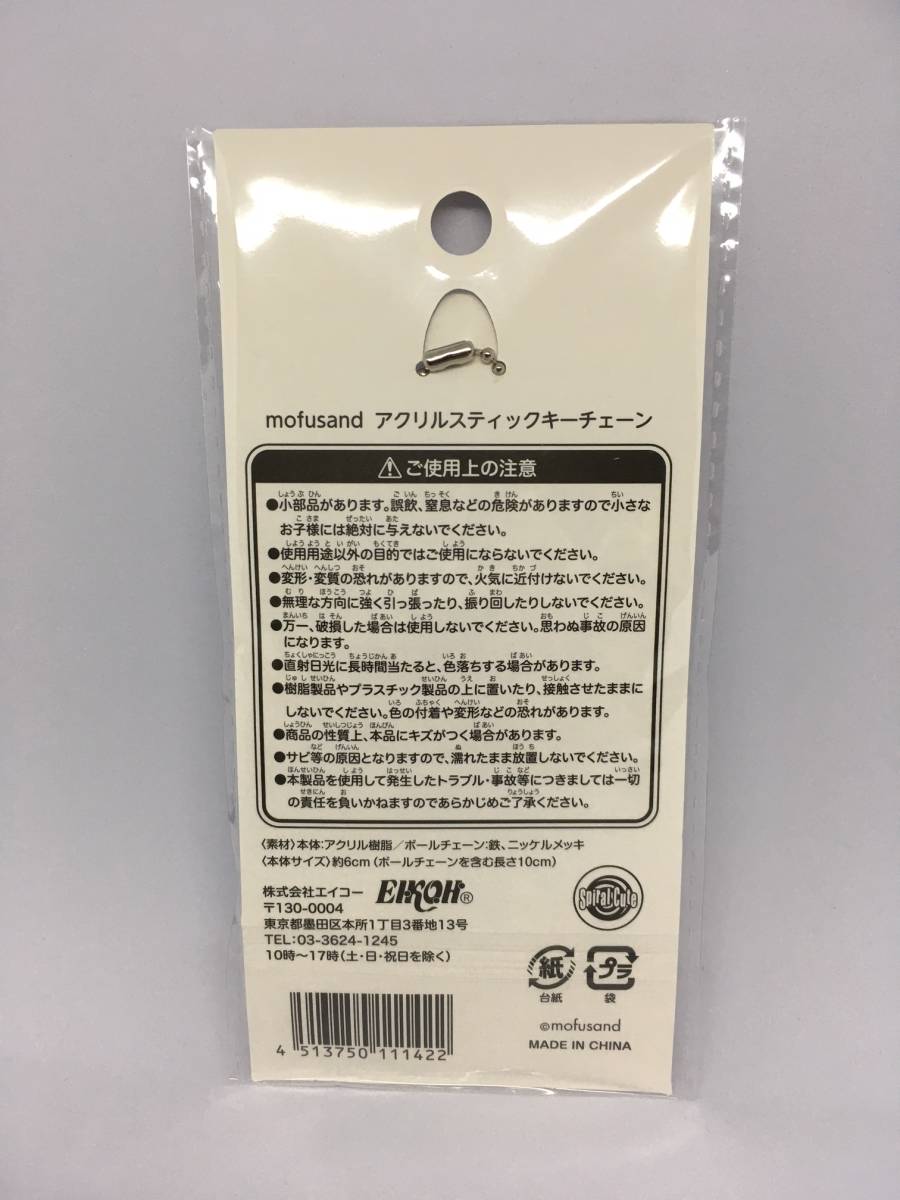 mofusand アクリルスティックキーチェーン
ご使用上の注意
●小部品があります。誤飲、窒息などの危険がありますので小さな
お子様には絶対に与えないでください。
●使用用途以外の目的ではご使用にならないでください。
●変形・変質の恐れがありますので、火気に近付けないでください。
●無理な方向に強く引っ張ったり、振り回したりしないでください。
●万一、破損した場合は使用しないでください。思わぬ事故の原因
になります。
●直射日光に長時間当たると、色落ちする場合があります。
●樹脂製品やプラスチック製品の上に置いたり、接触させたままに
しないでください。色の付着や変形などの恐れがあります。
●商品の性質上、本品にキズがつく場合があります。
●サビ等の原因となりますので、濡れたまま放置しないでください。
●本製品を使用して発生したトラブル・事故等につきましては一切
の責任を負いかねますのであらかじめご了承ください。
〈素材〉本体:アクリル樹脂/ボールチェーン:鉄、ニッケルメッキ
〈本体サイズ〉約6cm(ボールチェーンを含む長さ10cm)
株式会社エイコー EIKOH®
〒130-0004
東京都墨田区本所1丁目3番地13号
TEL:03-3624-1245
10時～17時(土・日・祝日を除く)
Spiral Cute
紙
台紙
プラ
袋
4 513750 111422
©mofusand
MADE IN CHINA